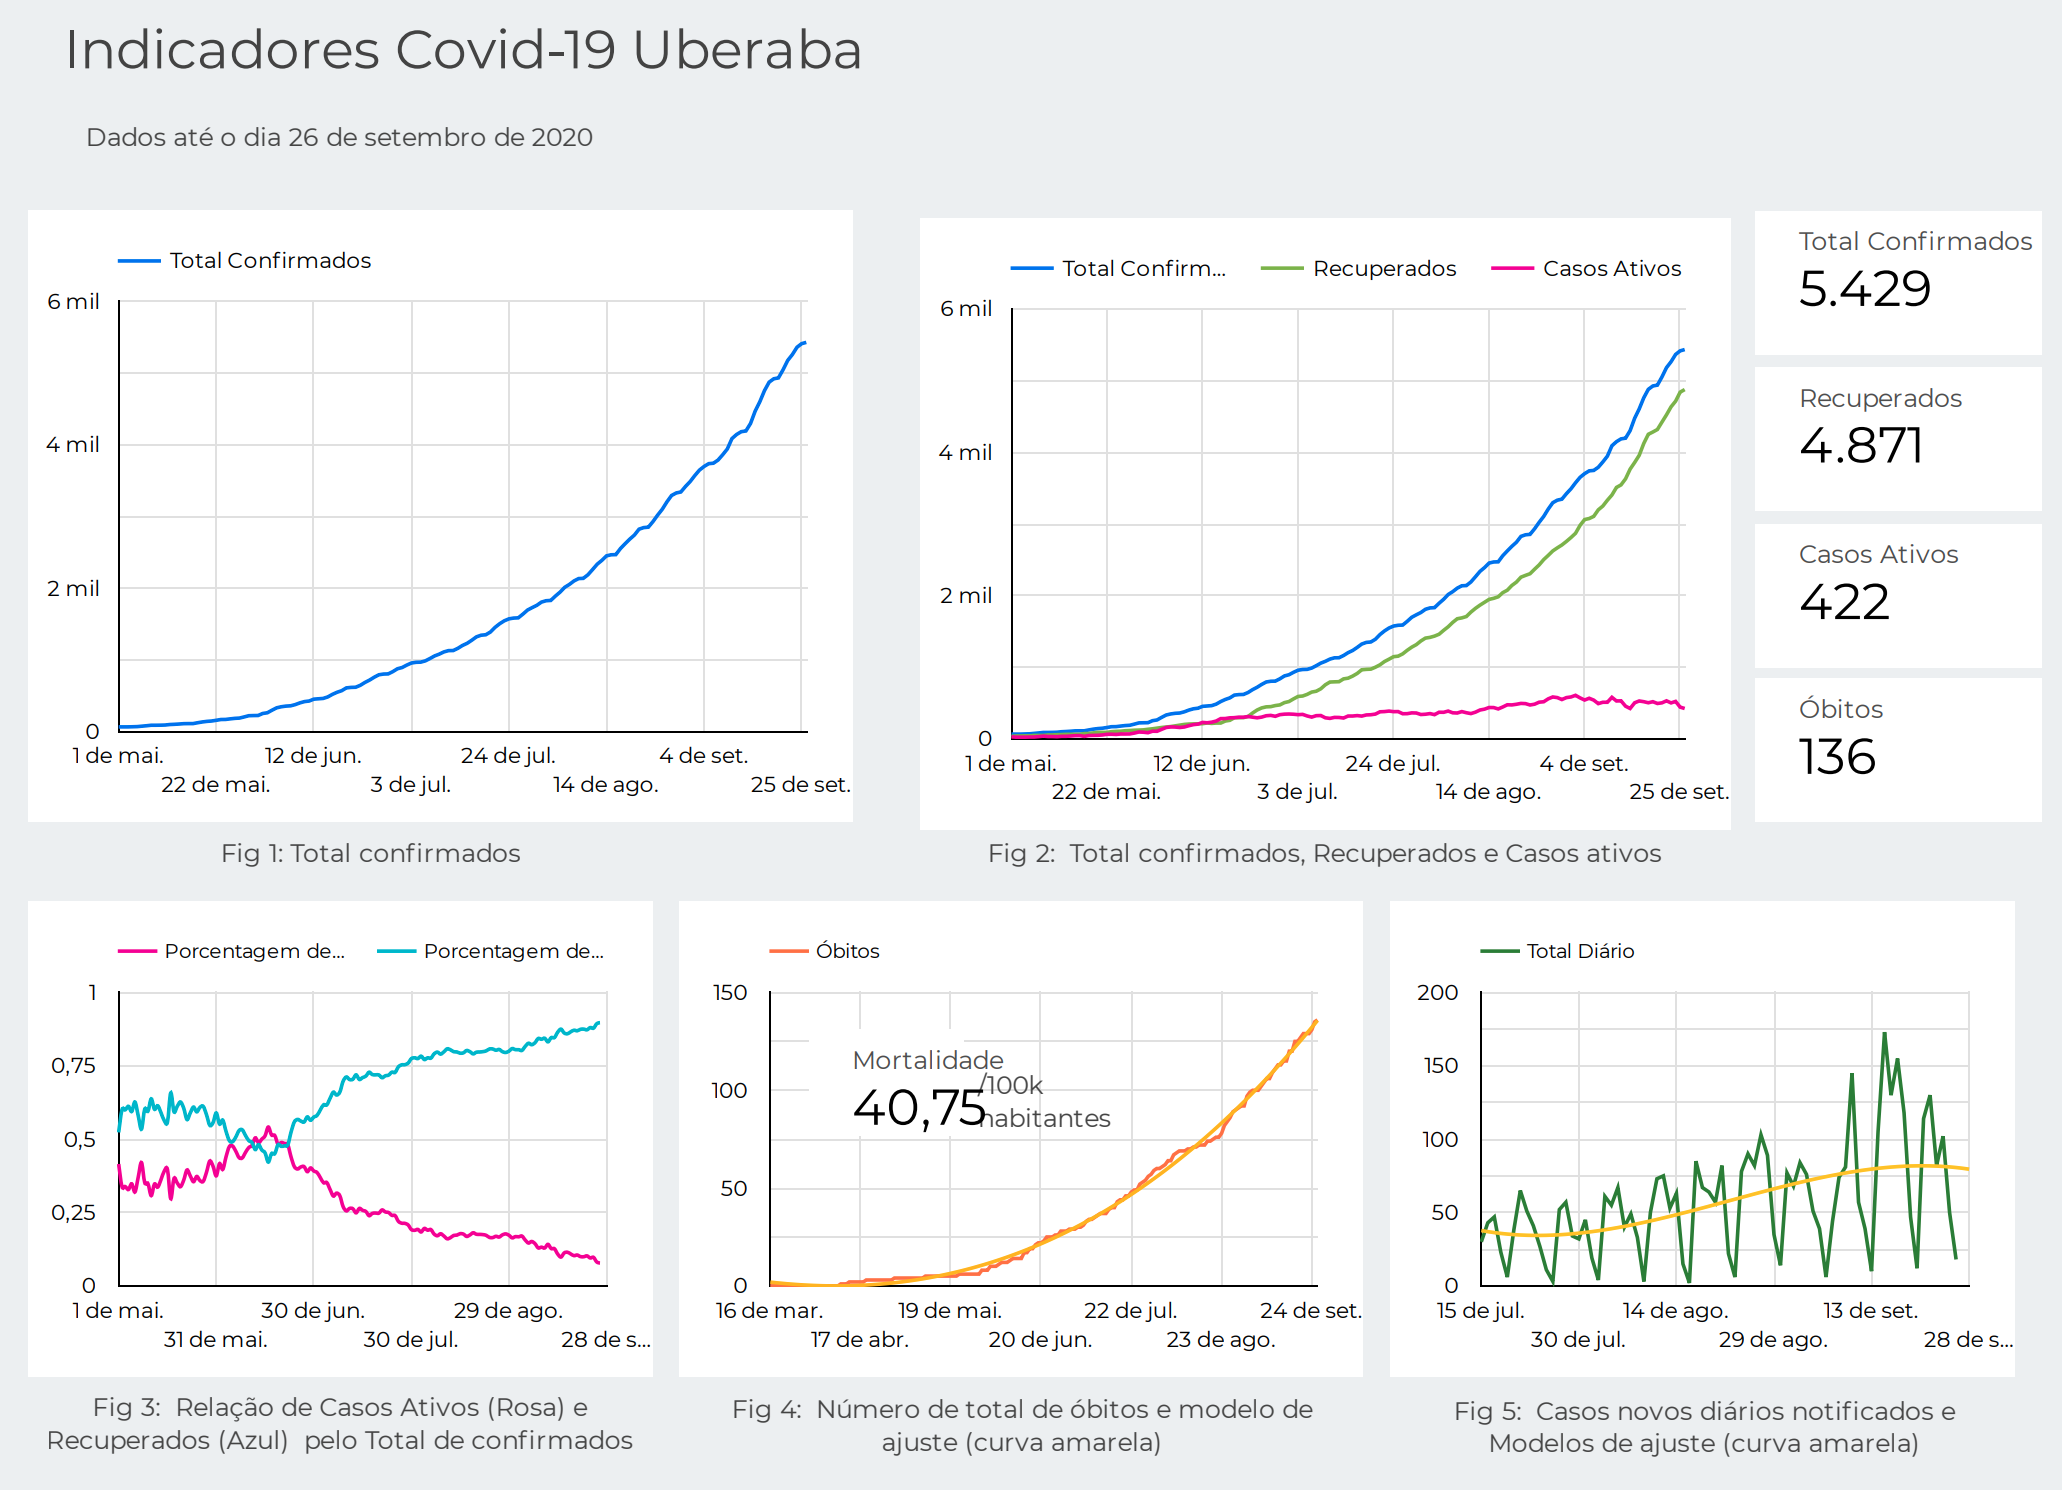 Indicadores Covid-19 Uberaba
Dados até o dia 26 de setembro de 2020
Total Confirmados
6 mil
4 mil
2 mil
0
1 de mai.
12 de jun.
24 de jul.
4 de set.
22 de mai.
3 de jul.
14 de ago.
25 de set.
Fig 1: Total confirmados
Total Confirm...
Recuperados
Casos Ativos
6 mil
4 mil
2 mil
0
1 de mai.
12 de jun.
24 de jul.
4 de set.
22 de mai.
3 de jul.
14 de ago.
25 de set.
Fig 2:  Total confirmados, Recuperados e Casos ativos
Total Confirmados
5.429
Recuperados
4.871
Casos Ativos
422
Óbitos
136
Porcentagem de...
Porcentagem de...
1
0,75
0,5
0,25
0
1 de mai.
30 de jun.
29 de ago.
31 de mai.
30 de jul.
28 de s...
Fig 3:  Relação de Casos Ativos (Rosa) e
Recuperados (Azul)  pelo Total de confirmados
Óbitos
150
100
50
0
Mortalidade
40,75
/100k
habitantes
16 de mar.
19 de mai.
22 de jul.
24 de set.
17 de abr.
20 de jun.
23 de ago.
Fig 4:  Número de total de óbitos e modelo de
ajuste (curva amarela)
Total Diário
200
150
100
50
0
15 de jul.
14 de ago.
13 de set.
30 de jul.
29 de ago.
28 de s...
Fig 5:  Casos novos diários notificados e
Modelos de ajuste (curva amarela)